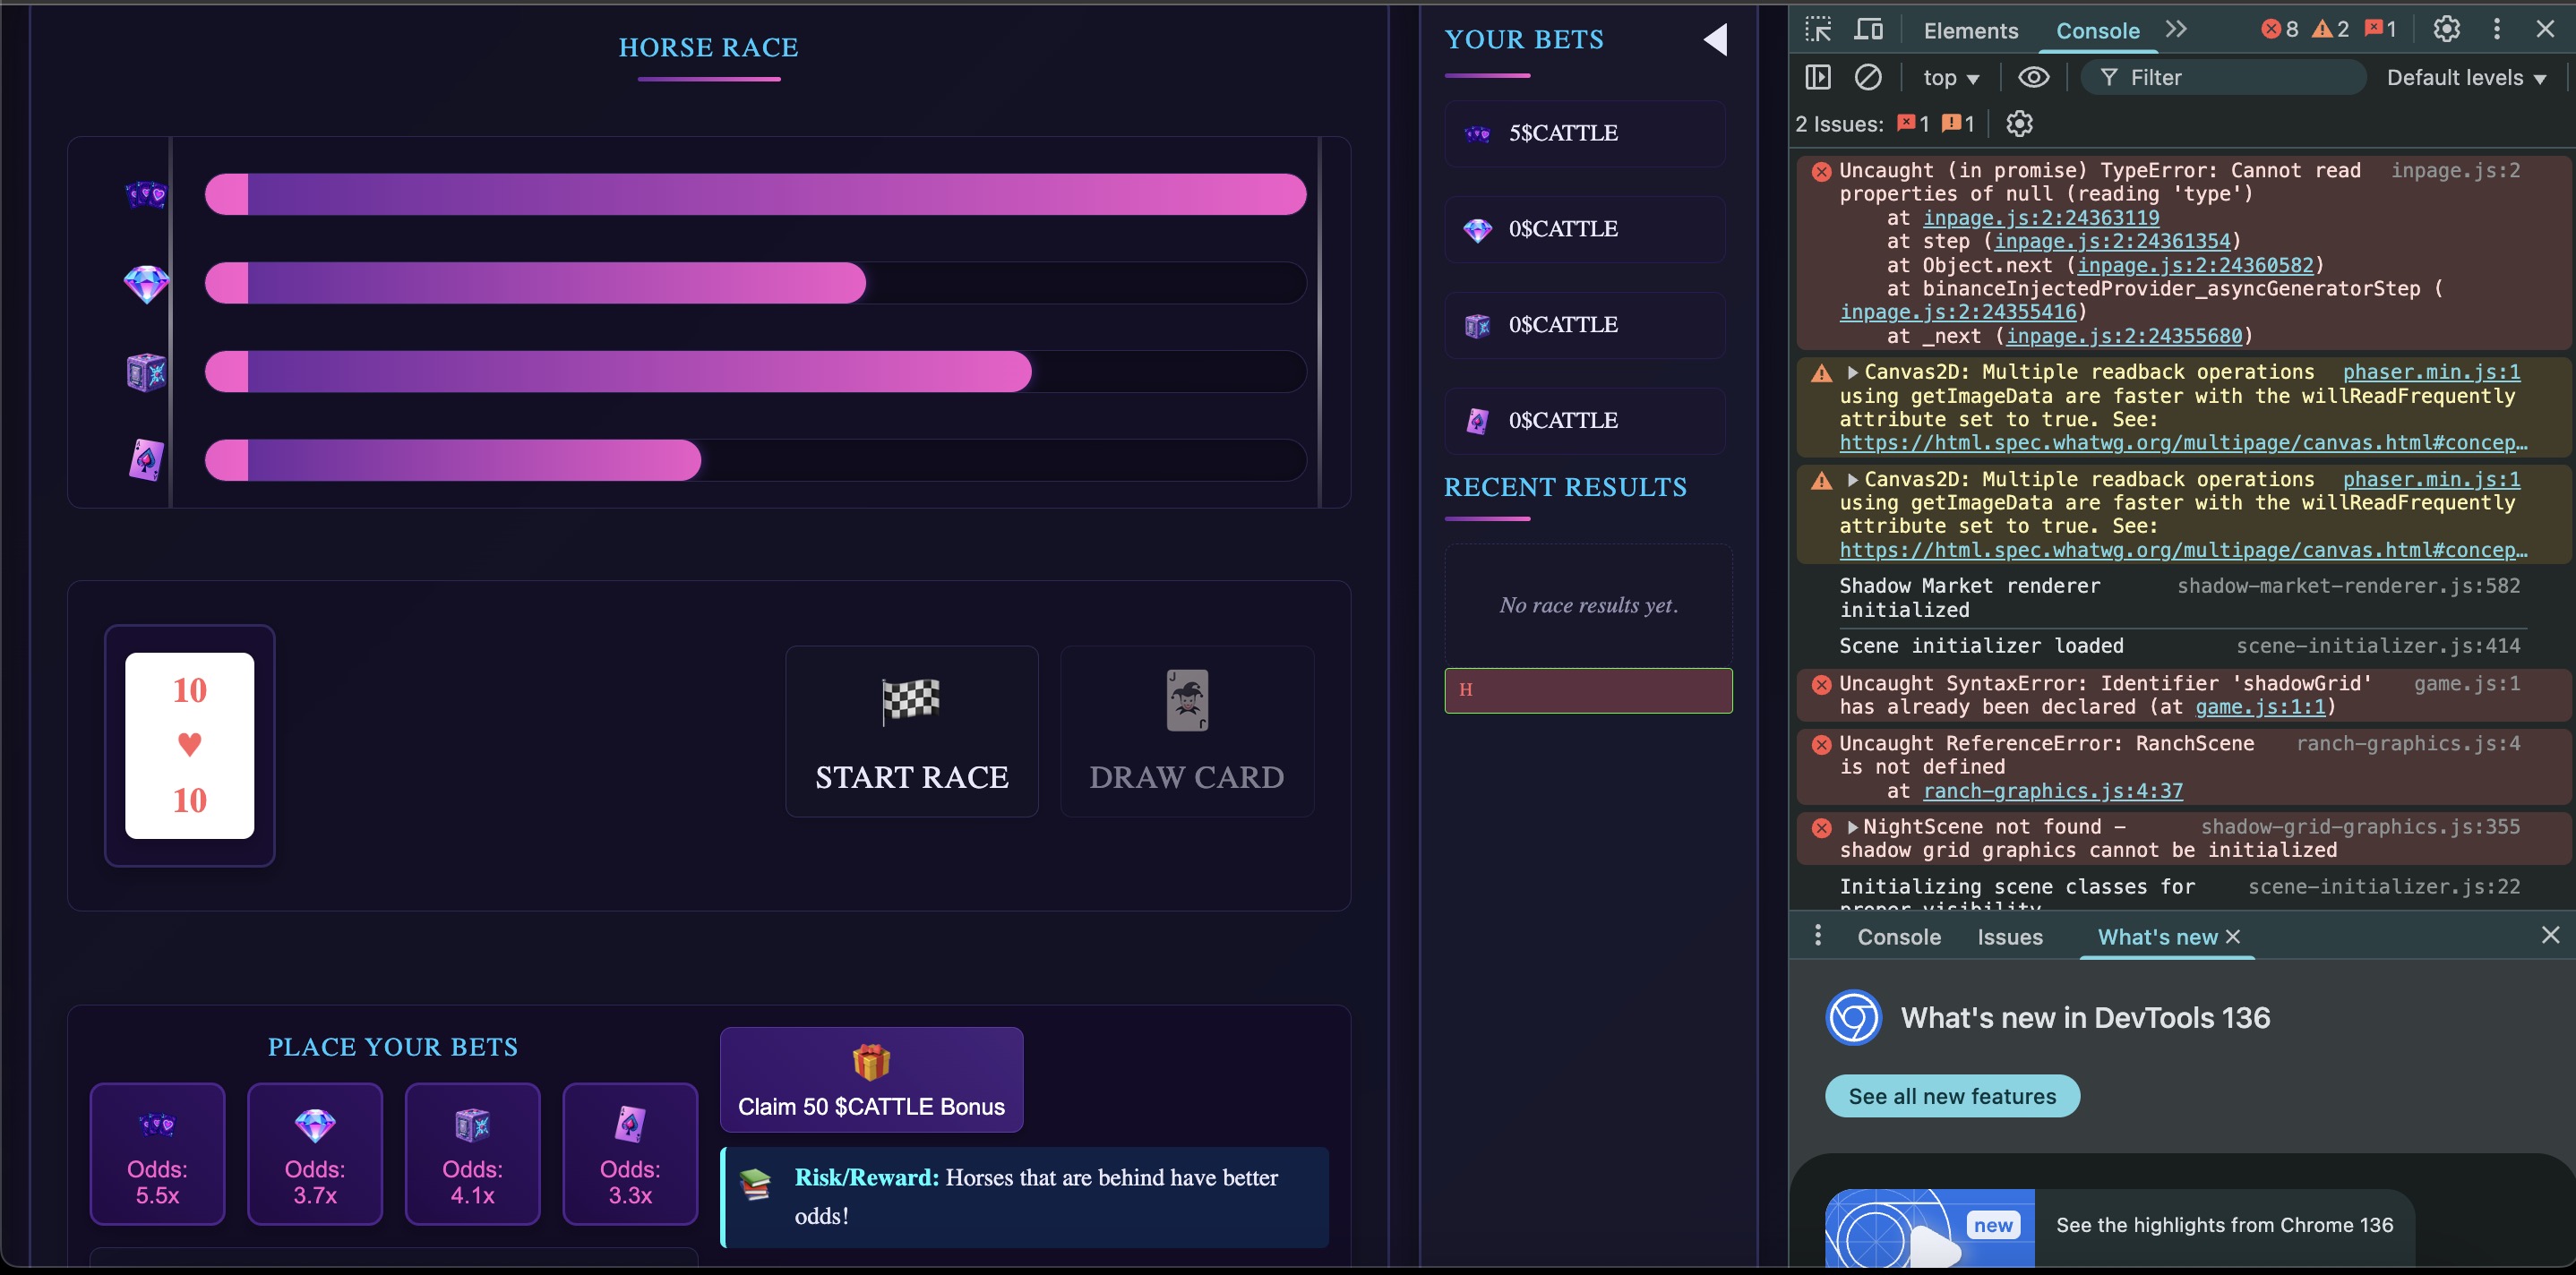 HORSE RACE
10
♥
10
START RACE
J
J
DRAW CARD
PLACE YOUR BETS
Odds:
5.5x
Odds:
3.7x
Odds:
4.1x
Odds:
3.3x
Claim 50 $CATTLE Bonus
Risk/Reward: Horses that are behind have better
odds!
YOUR BETS
5$CATTLE
0$CATTLE
0$CATTLE
0$CATTLE
RECENT RESULTS
No race results yet.
H
Elements
Console
8
2
1
top
Filter
Default levels
2 Issues:
1
1
Uncaught (in promise) TypeError: Cannot read inpage.js:2
properties of null (reading 'type')
at inpage.js:2:24363119
at step (inpage.js:2:24361354)
at Object.next (inpage.js:2:24360582)
at binanceInjectedProvider_asyncGeneratorStep (
inpage.js:2:24355416)
at _next (inpage.js:2:24355680)
Canvas2D: Multiple readback operations phaser.min.js:1
using getImageData are faster with the willReadFrequently
attribute set to true. See:
https://html.spec.whatwg.org/multipage/canvas.html#concep…
Canvas2D: Multiple readback operations phaser.min.js:1
using getImageData are faster with the willReadFrequently
attribute set to true. See:
https://html.spec.whatwg.org/multipage/canvas.html#concep…
Shadow Market renderer shadow-market-renderer.js:582
initialized
Scene initializer loaded scene-initializer.js:414
Uncaught SyntaxError: Identifier 'shadowGrid' game.js:1
has already been declared (at game.js:1:1)
Uncaught ReferenceError: RanchScene ranch-graphics.js:4
is not defined
at ranch-graphics.js:4:37
NightScene not found – shadow-grid-graphics.js:355
shadow grid graphics cannot be initialized
Initializing scene classes for scene-initializer.js:22
proper visibility
Console
Issues
What's new
What's new in DevTools 136
See all new features
new
See the highlights from Chrome 136